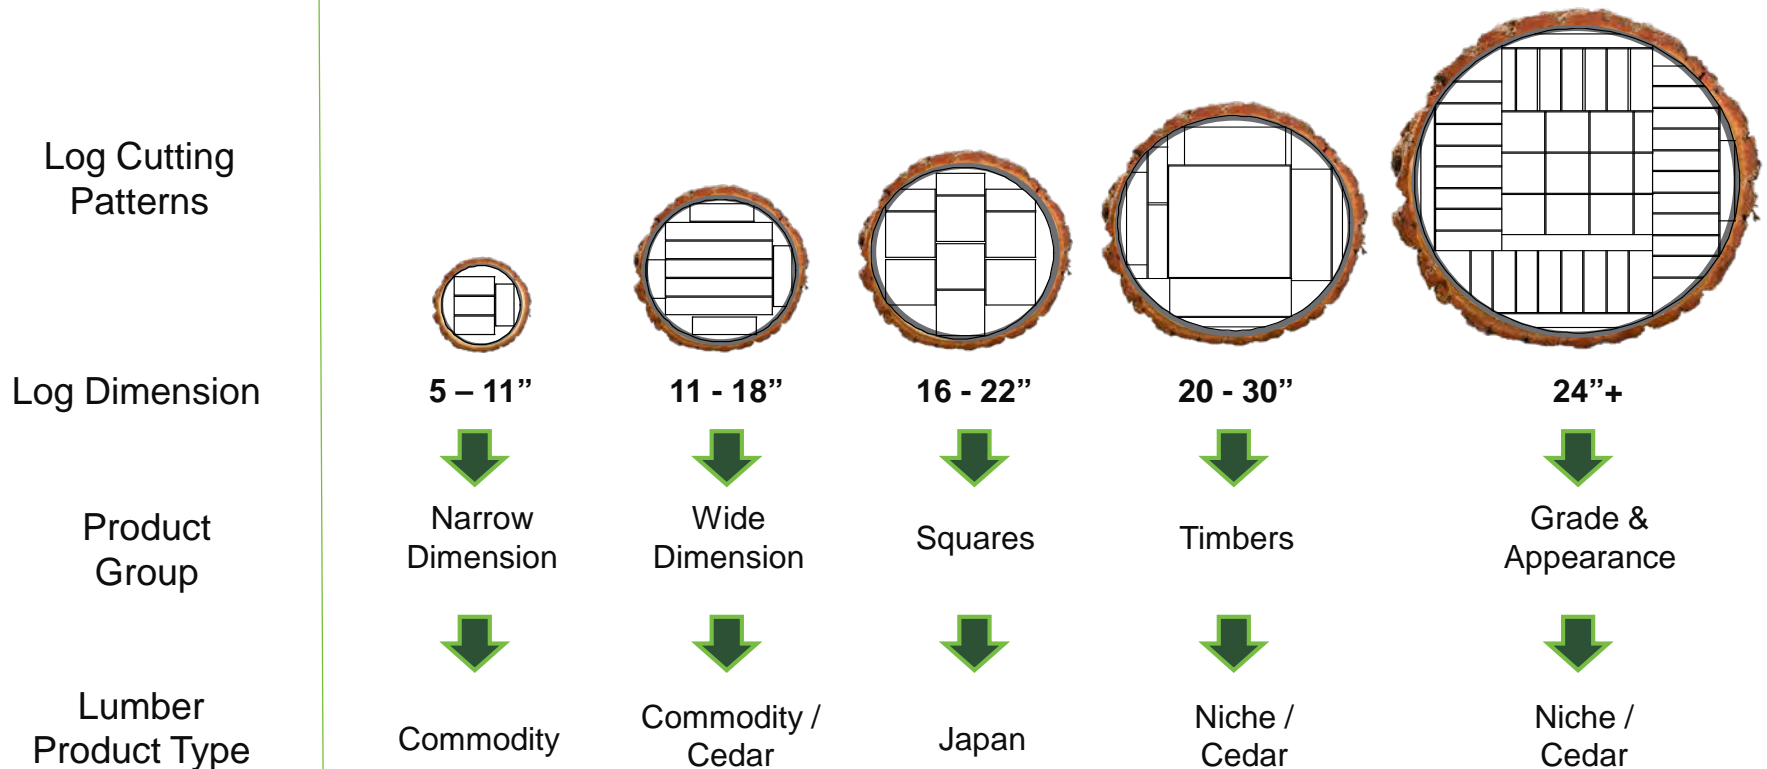 Log Cutting
Patterns
Log Dimension
5 – 11”
11 - 18”
16 - 22”
20 - 30”
24”+
Product
Group
Narrow
Dimension
Wide
Dimension
Squares
Timbers
Grade &
Appearance
Lumber
Product Type
Commodity
Commodity /
Cedar
Japan
Niche /
Cedar
Niche /
Cedar